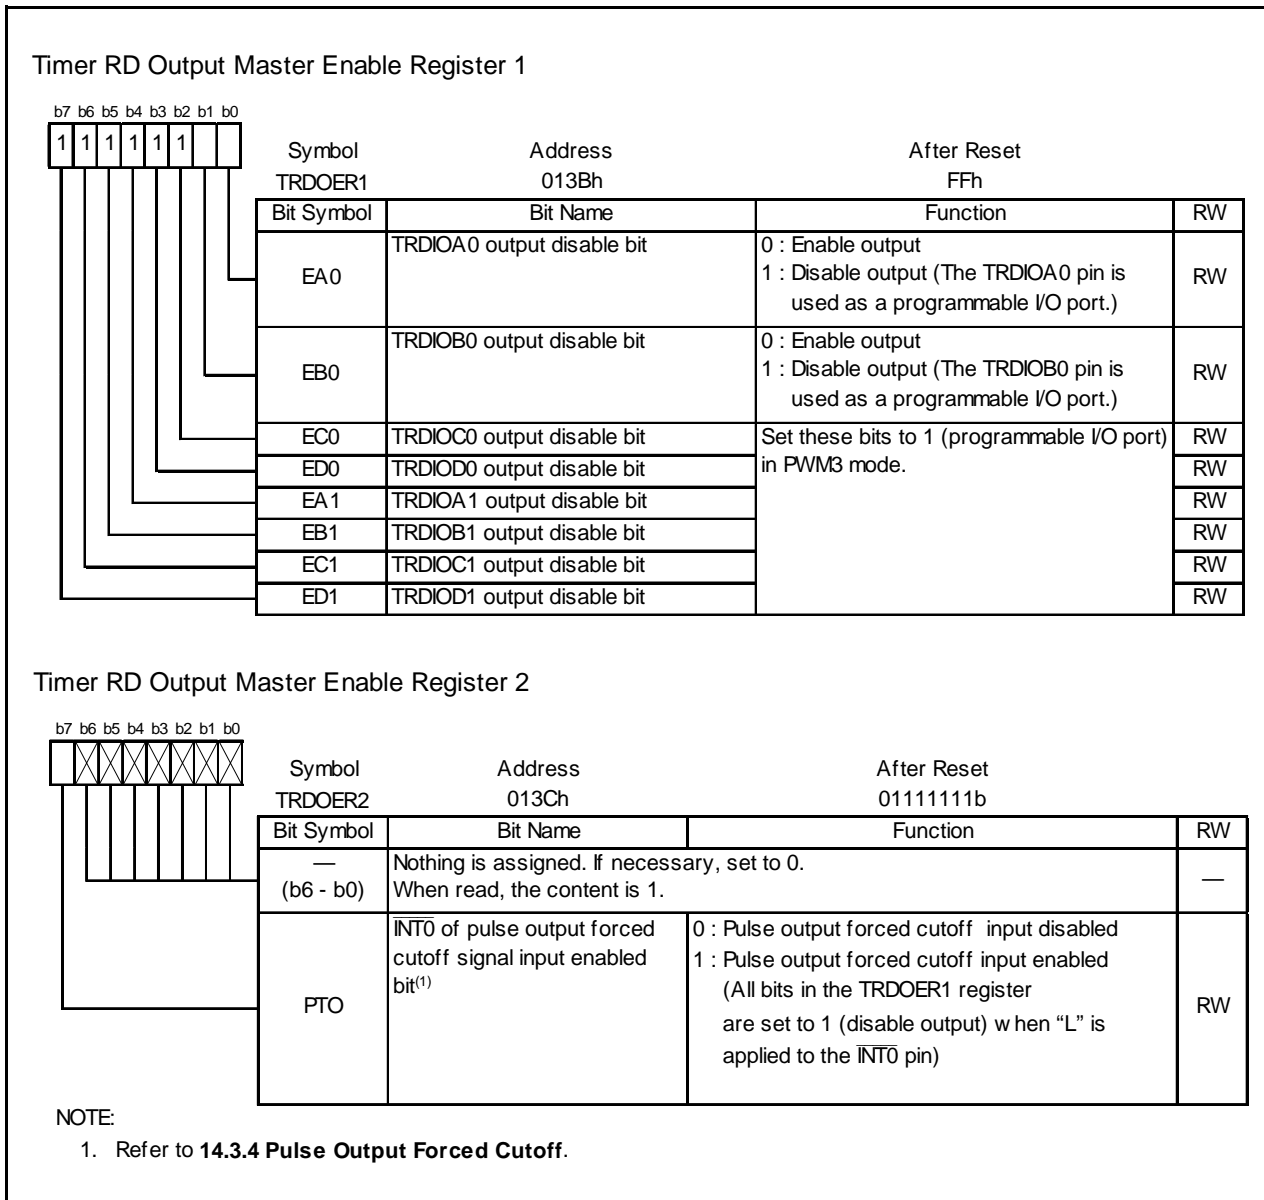 Timer RD Output Master Enable Register 1
b7 b6 b5 b4 b3 b2 b1 b0
1 1 1 1 1 1
Symbol Address After Reset
TRDOER1 013Bh FFh
Bit Symbol Bit Name Function RW
EA0 TRDIOA0 output disable bit 0 : Enable output
1 : Disable output (The TRDIOA0 pin is
used as a programmable I/O port.) RW
EB0 TRDIOB0 output disable bit 0 : Enable output
1 : Disable output (The TRDIOB0 pin is
used as a programmable I/O port.) RW
EC0 TRDIOC0 output disable bit Set these bits to 1 (programmable I/O port) RW
ED0 TRDIOD0 output disable bit in PWM3 mode. RW
EA1 TRDIOA1 output disable bit RW
EB1 TRDIOB1 output disable bit RW
EC1 TRDIOC1 output disable bit RW
ED1 TRDIOD1 output disable bit RW
Timer RD Output Master Enable Register 2
b7 b6 b5 b4 b3 b2 b1 b0
Symbol Address After Reset
TRDOER2 013Ch 01111111b
Bit Symbol Bit Name Function RW
— Nothing is assigned. If necessary, set to 0. —
(b6 - b0) When read, the content is 1.
INT0 of pulse output forced 0 : Pulse output forced cutoff input disabled
cutoff signal input enabled 1 : Pulse output forced cutoff input enabled
bit(1) (All bits in the TRDOER1 register
PTO are set to 1 (disable output) when “L” is RW
applied to the INT0 pin)
NOTE:
1. Refer to 14.3.4 Pulse Output Forced Cutoff.